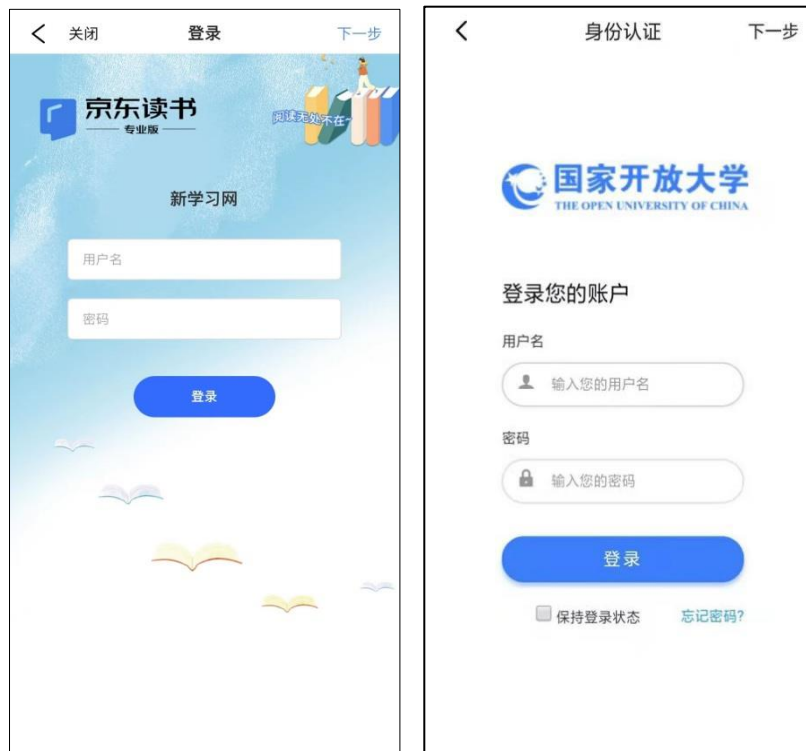 关闭
登录
下一步
京东读书
专业版
阅读无处不在~
新学习网
用户名
密码
登录
身份认证
下一步
国家开放大学
THE OPEN UNIVERSITY OF CHINA
登录您的账户
用户名
输入您的用户名
密码
输入您的密码
登录
保持登录状态 忘记密码?